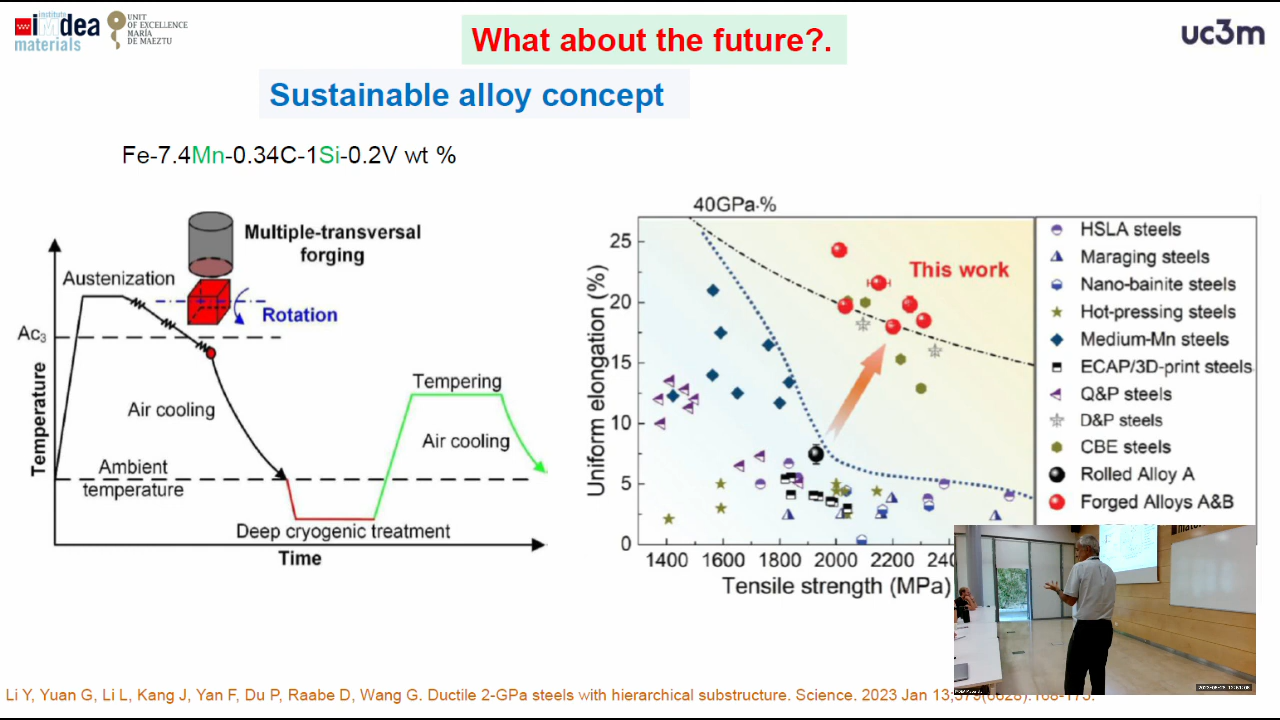 instituto
iMdea
materials
UNIT
OF EXCELLENCE
MARÍA
DE MAEZTU
What about the future?.
uc3m
Sustainable alloy concept
Fe-7.4Mn-0.34C-1Si-0.2V wt %
Temperature
Austenization
Multiple-transversal
forging
Rotation
Ac3
Air cooling
Tempering
Air cooling
Ambient
temperature
Deep cryogenic treatment
Time
40GPa·%
Uniform elongation (%)
25
20
15
10
5
0
This work
1400 1600 1800 2000 2200 240
Tensile strength (MPa)
HSLA steels
Maraging steels
Nano-bainite steels
Hot-pressing steels
Medium-Mn steels
ECAP/3D-print steels
Q&P steels
D&P steels
CBE steels
Rolled Alloy A
Forged Alloys A&B
Li Y, Yuan G, Li L, Kang J, Yan F, Du P, Raabe D, Wang G. Ductile 2-GPa steels with hierarchical substructure. Science. 2023 Jan